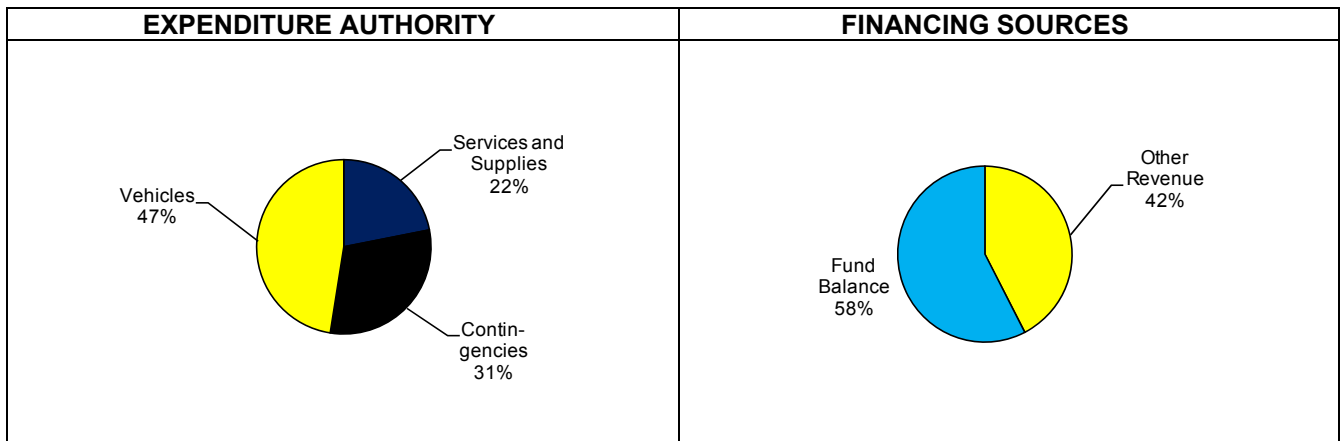 EXPENDITURE AUTHORITY
Services and
Supplies
22%
Vehicles
47%
Contin-
gencies
31%
FINANCING SOURCES
Other
Revenue
42%
Fund
Balance
58%